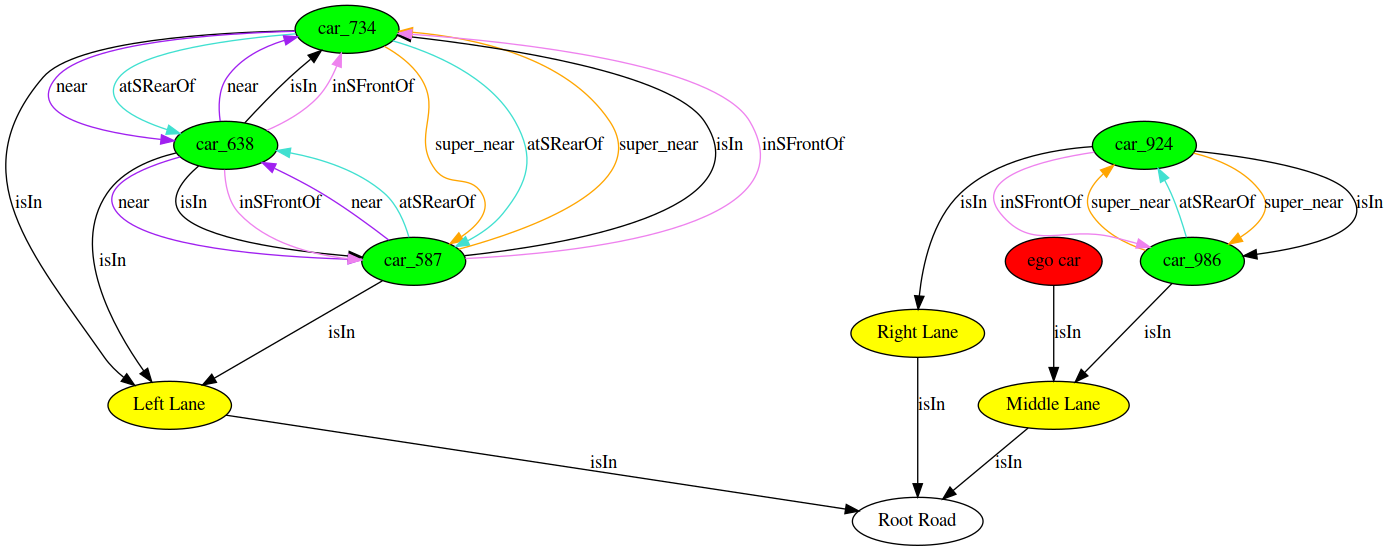 car_734
near
atSRearOf
near
isIn
inSFrontOf
car_638
super_near
atSRearOf
super_near
isIn
inSFrontOf
car_924
isIn
isIn
near
isIn
inSFrontOf
near
atSRearOf
isIn
inSFrontOf
super_near
atSRearOf
super_near
isIn
car_587
ego car
car_986
isIn
isIn
isIn
isIn
Right Lane
Left Lane
isIn
Middle Lane
isIn
isIn
Root Road